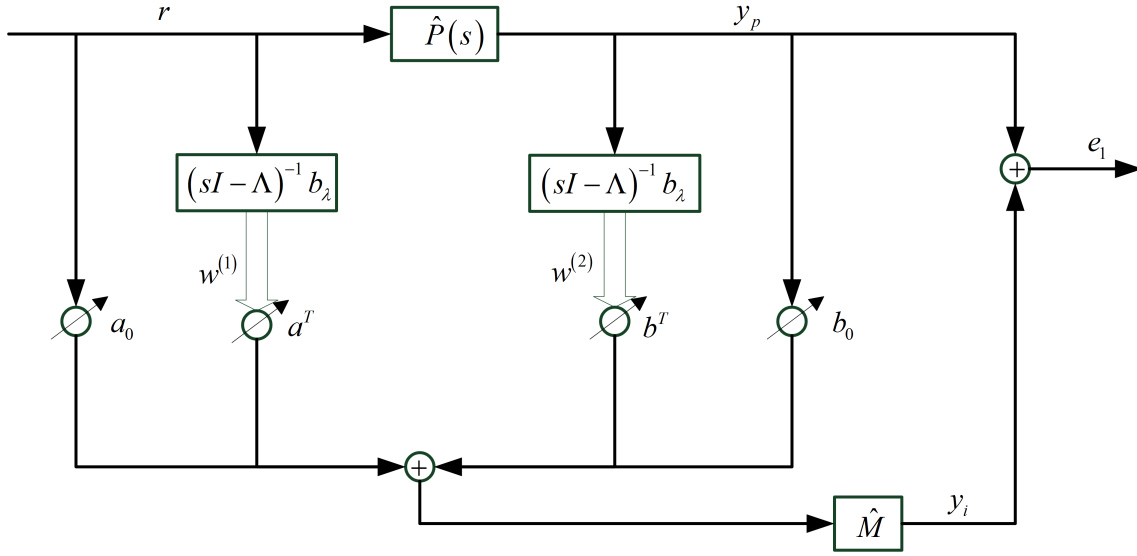 r
P̂(s)
y_p
e_1
(sI − Λ)^{-1} b_λ
(sI − Λ)^{-1} b_λ
+
w^{(1)}
w^{(2)}
a_0
a^T
b^T
b_0
+
M̂
y_i